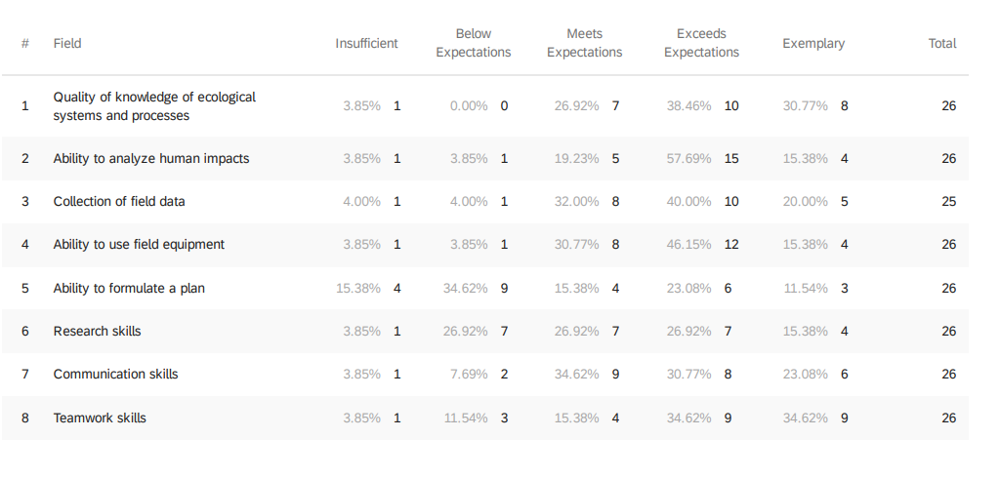 # Field Insufficient Below Expectations Meets Expectations Exceeds Expectations Exemplary Total
1 Quality of knowledge of ecological
systems and processes 3.85% 1 0.00% 0 26.92% 7 38.46% 10 30.77% 8 26
2 Ability to analyze human impacts 3.85% 1 3.85% 1 19.23% 5 57.69% 15 15.38% 4 26
3 Collection of field data 4.00% 1 4.00% 1 32.00% 8 40.00% 10 20.00% 5 25
4 Ability to use field equipment 3.85% 1 3.85% 1 30.77% 8 46.15% 12 15.38% 4 26
5 Ability to formulate a plan 15.38% 4 34.62% 9 15.38% 4 23.08% 6 11.54% 3 26
6 Research skills 3.85% 1 26.92% 7 26.92% 7 26.92% 7 15.38% 4 26
7 Communication skills 3.85% 1 7.69% 2 34.62% 9 30.77% 8 23.08% 6 26
8 Teamwork skills 3.85% 1 11.54% 3 15.38% 4 34.62% 9 34.62% 9 26